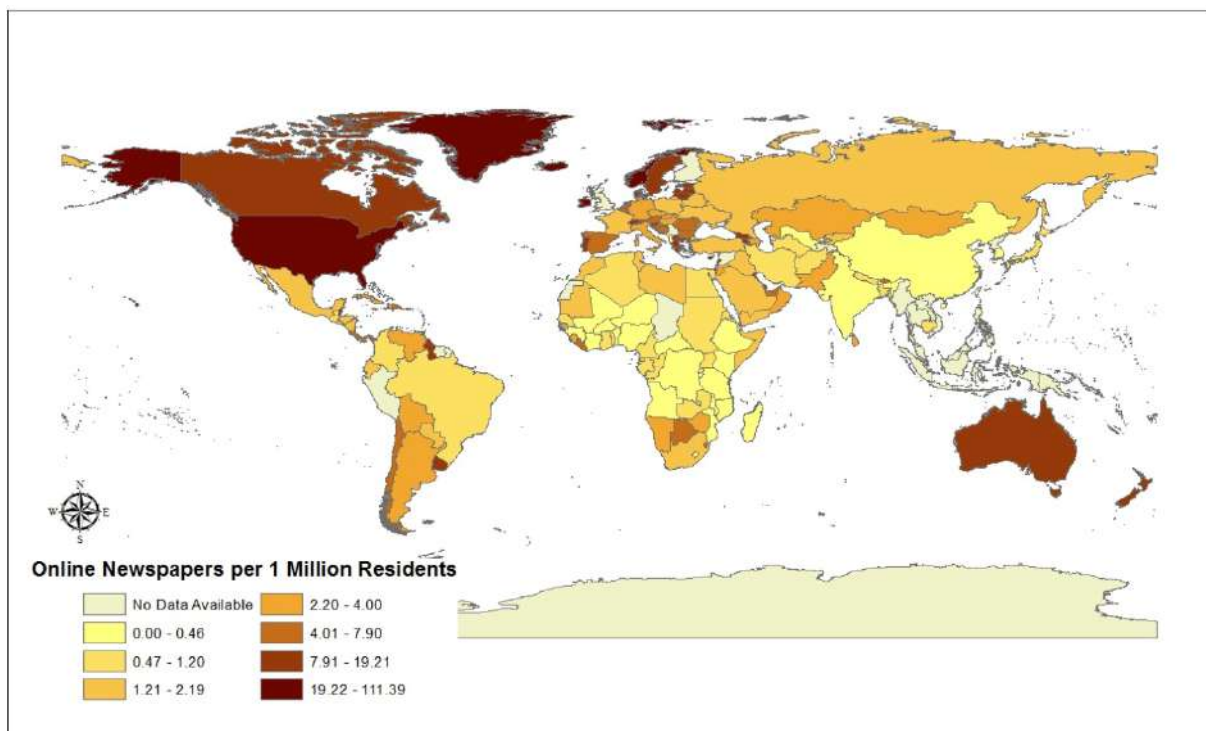 N
W E
S
Online Newspapers per 1 Million Residents
No Data Available
0.00 - 0.46
0.47 - 1.20
1.21 - 2.19
2.20 - 4.00
4.01 - 7.90
7.91 - 19.21
19.22 - 111.39